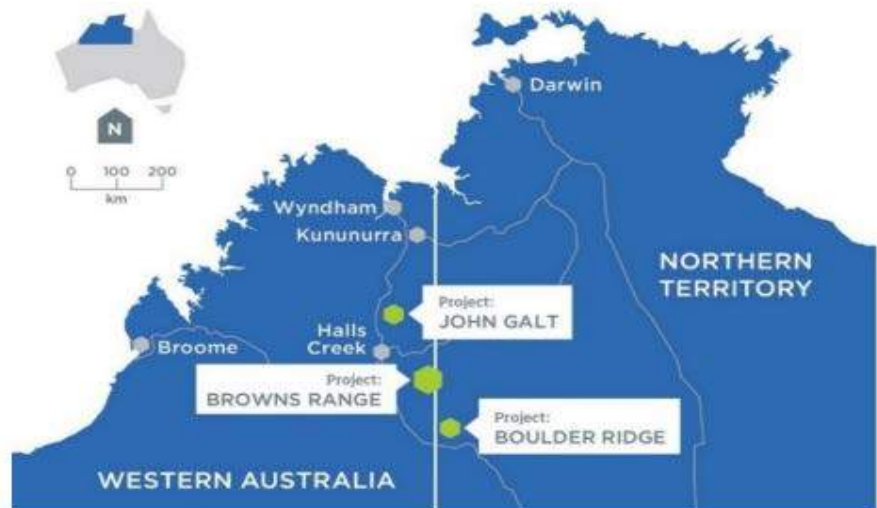 Darwin
N
0 100 200
km
Wyndham
Kununurra
NORTHERN
TERRITORY
Project:
JOHN GALT
Halls
Creek
Broome
Project:
BROWNS RANGE
Project:
BOULDER RIDGE
WESTERN AUSTRALIA